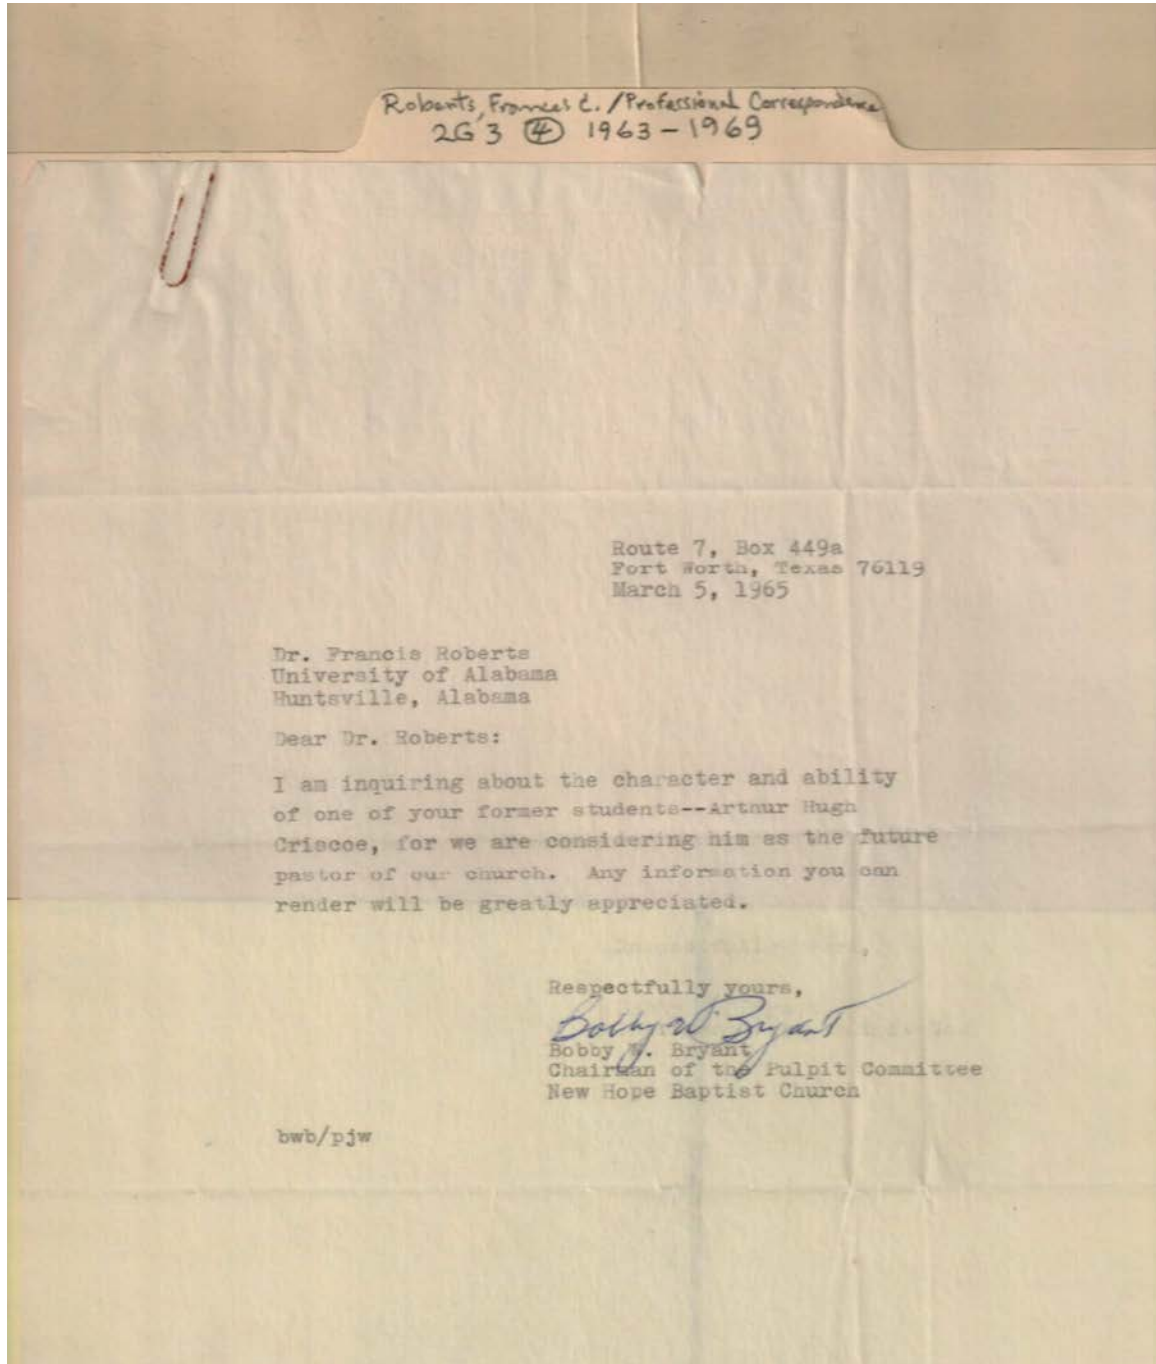 Roberts, Frances C. / Professional Correspondence
2G 3 ④ 1963-1969
Route 7, Box 449a
Fort Worth, Texas 76119
March 5, 1965
Dr. Francis Roberts
University of Alabama
Huntsville, Alabama
Dear Dr. Roberts:
I am inquiring about the character and ability
of one of your former students--Arthur Hugh
Criscoe, for we are considering him as the future
pastor of our church. Any information you can
render will be greatly appreciated.
Respectfully yours,
Bobby W Bryant
Bobby W. Bryant
Chairman of the Pulpit Committee
New Hope Baptist Church
bwb/pjw